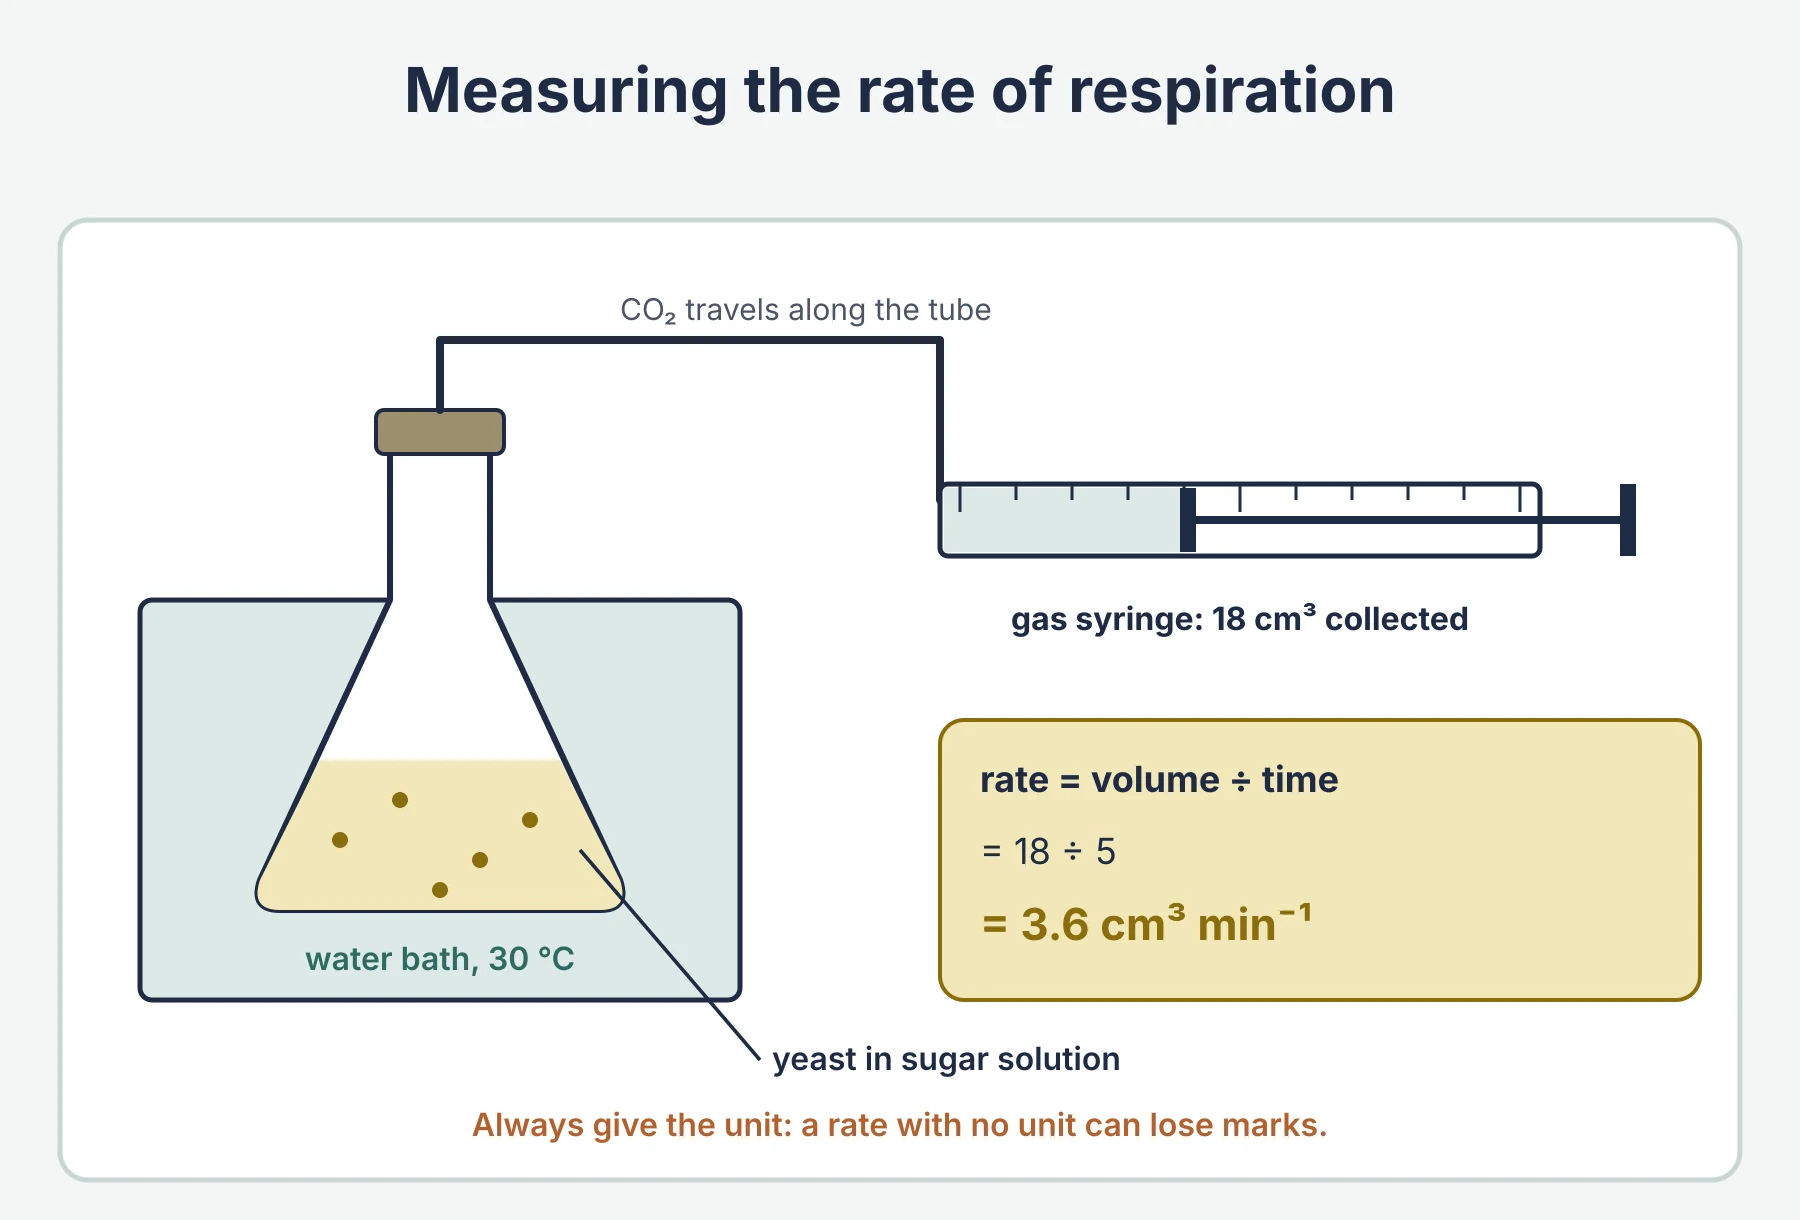 Measuring the rate of respiration
CO₂ travels along the tube
gas syringe: 18 cm³ collected
rate = volume ÷ time
= 18 ÷ 5
= 3.6 cm³ min⁻¹
water bath, 30 °C
yeast in sugar solution
Always give the unit: a rate with no unit can lose marks.